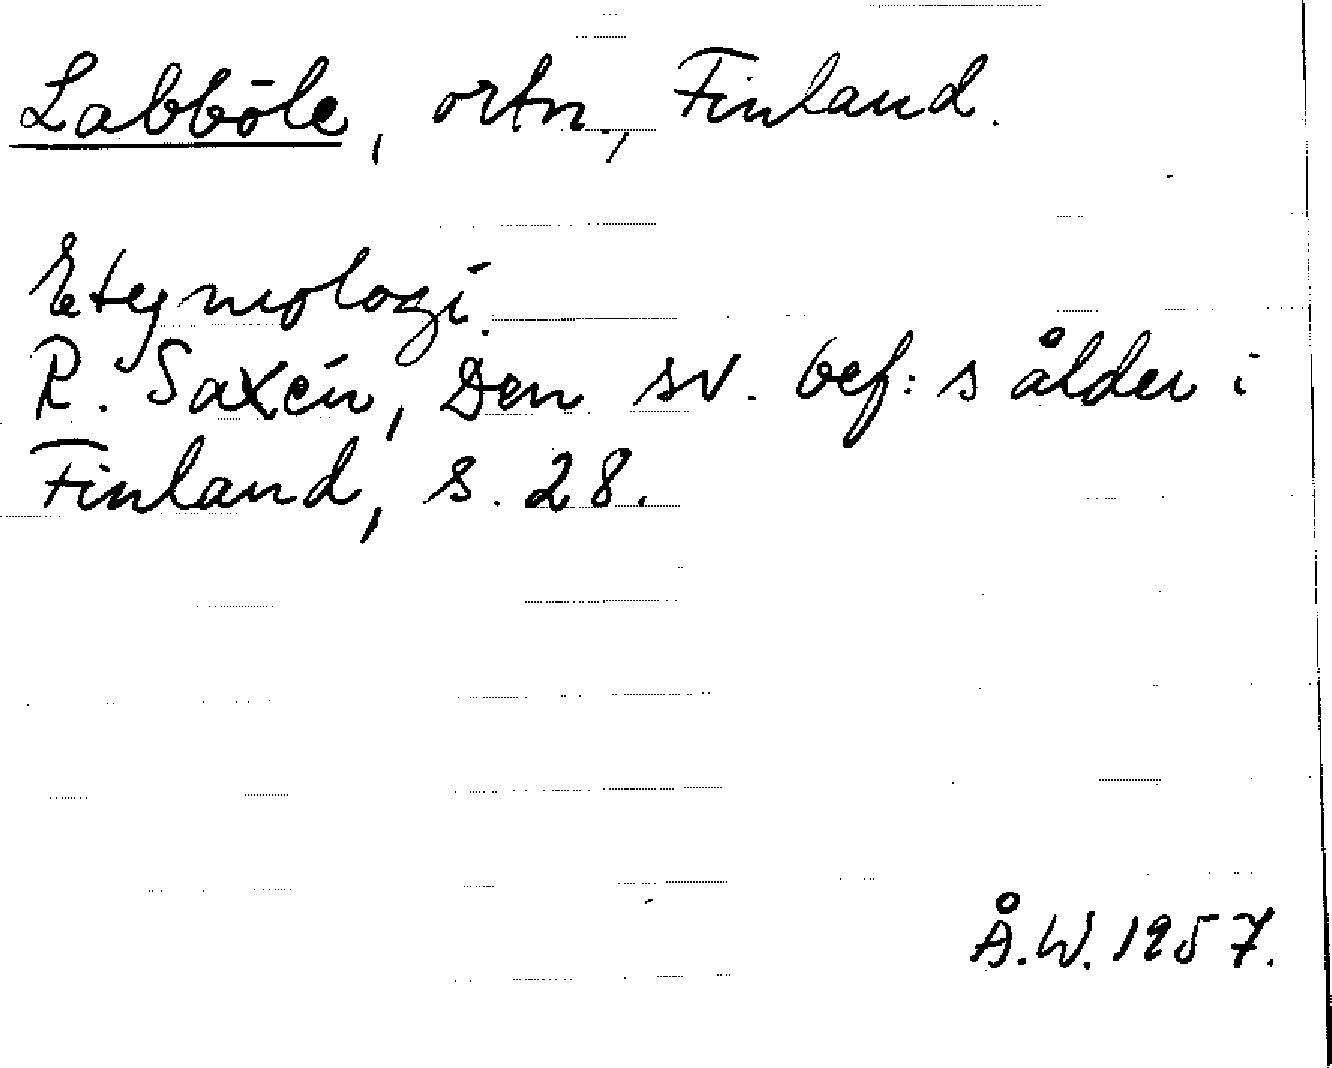 Labböle, ortn., Finland.
Etymologi.
R. Saxén, Den sv. bef:s ålder i
Finland, s. 28.
Å.W. 1957.